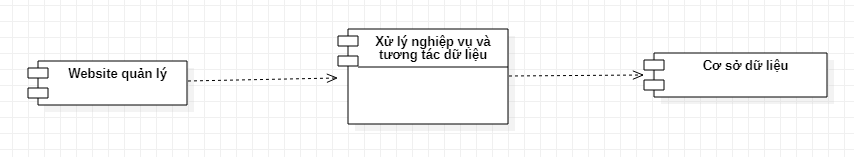 Website quản lý
Xử lý nghiệp vụ và
tương tác dữ liệu
Cơ sở dữ liệu